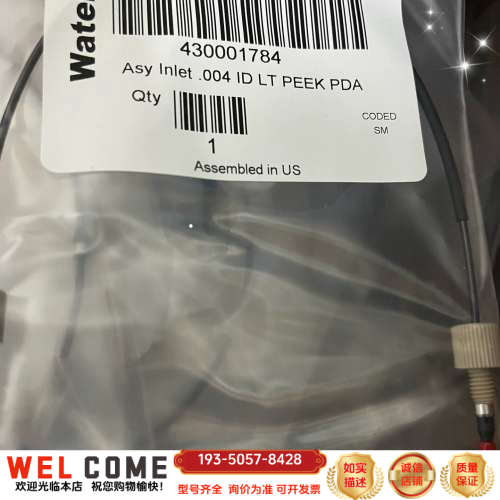 Wate
430001784
Asy Inlet .004 ID LT PEEK PDA
Qty
1
CODED
SM
Assembled in US
WEL COME
欢迎光临本店 祝您购物愉快!
193-5057-8428
型号齐全 询价为准 可开发票
如实
描述
诚信
店铺
质量
保障